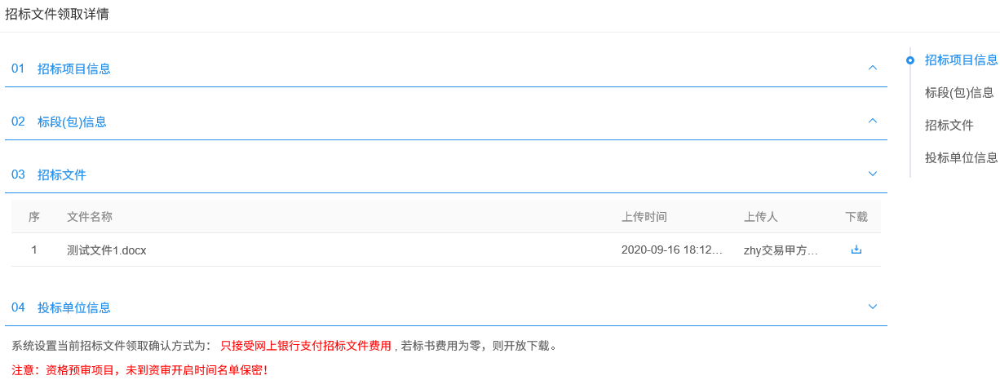 招标文件领取详情
01 招标项目信息
02 标段(包)信息
03 招标文件
序 文件名称 上传时间 上传人 下载
1 测试文件1.docx 2020-09-16 18:12... zhy交易甲方...
04 投标单位信息
系统设置当前招标文件领取确认方式为： 只接受网上银行支付招标文件费用 , 若标书费用为零，则开放下载。
注意：资格预审项目，未到资审开启时间名单保密！
招标项目信息
标段(包)信息
招标文件
投标单位信息